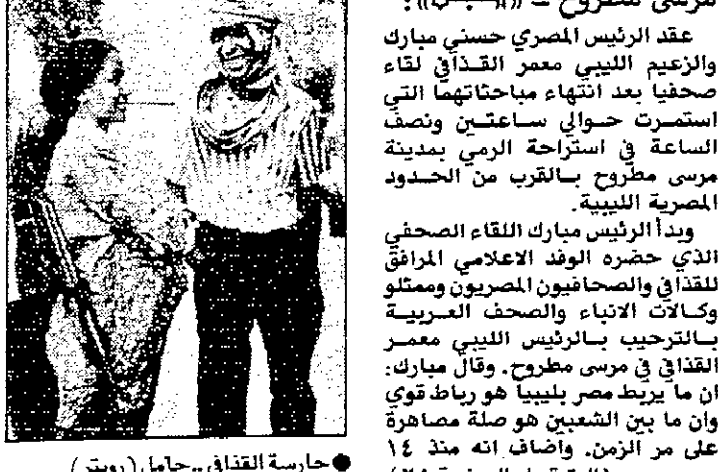 مرسى مطروح ـ
عقد الرئيس المصري حسني مبارك
والزعيم الليبي معمر القذافي لقاء
صحفيا بعد انتهاء مباحثاتهما التي
استمرت حوالي ساعتين ونصف
الساعة في استراحة الرمي بمدينة
مرسى مطروح بالقرب من الحدود
المصرية الليبية.
وبدأ الرئيس مبارك اللقاء الصحفي
الذي حضره الوفد الاعلامي المرافق
للقذافي والصحافيون المصريون وممثلو
وكالات الانباء والصحف العربية
بالترحيب بالرئيس الليبي معمر
القذافي في مرسى مطروح. وقال مبارك:
ان ما يربط مصر بليبيا هو رباط قوي
وان ما بين الشعبين هو صلة مصاهرة
على مر الزمن. واضاف انه منذ ١٤
● حارسة القذافي.. حامل (رويتر)